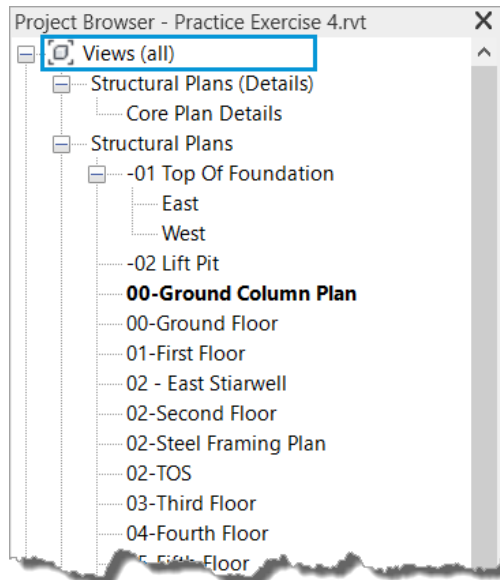 Project Browser - Practice Exercise 4.rvt
Views (all)
Structural Plans (Details)
Core Plan Details
Structural Plans
-01 Top Of Foundation
East
West
-02 Lift Pit
00-Ground Column Plan
00-Ground Floor
01-First Floor
02 - East Stiarwell
02-Second Floor
02-Steel Framing Plan
02-TOS
03-Third Floor
04-Fourth Floor
Floor